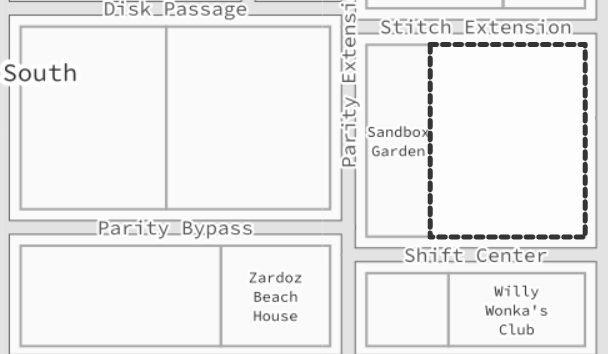 Disk Passage
Stitch Extension
South
Parity Extensi
Sandbox
Garden
Parity Bypass
Shift Center
Zardoz
Beach
House
Willy
Wonka's
Club